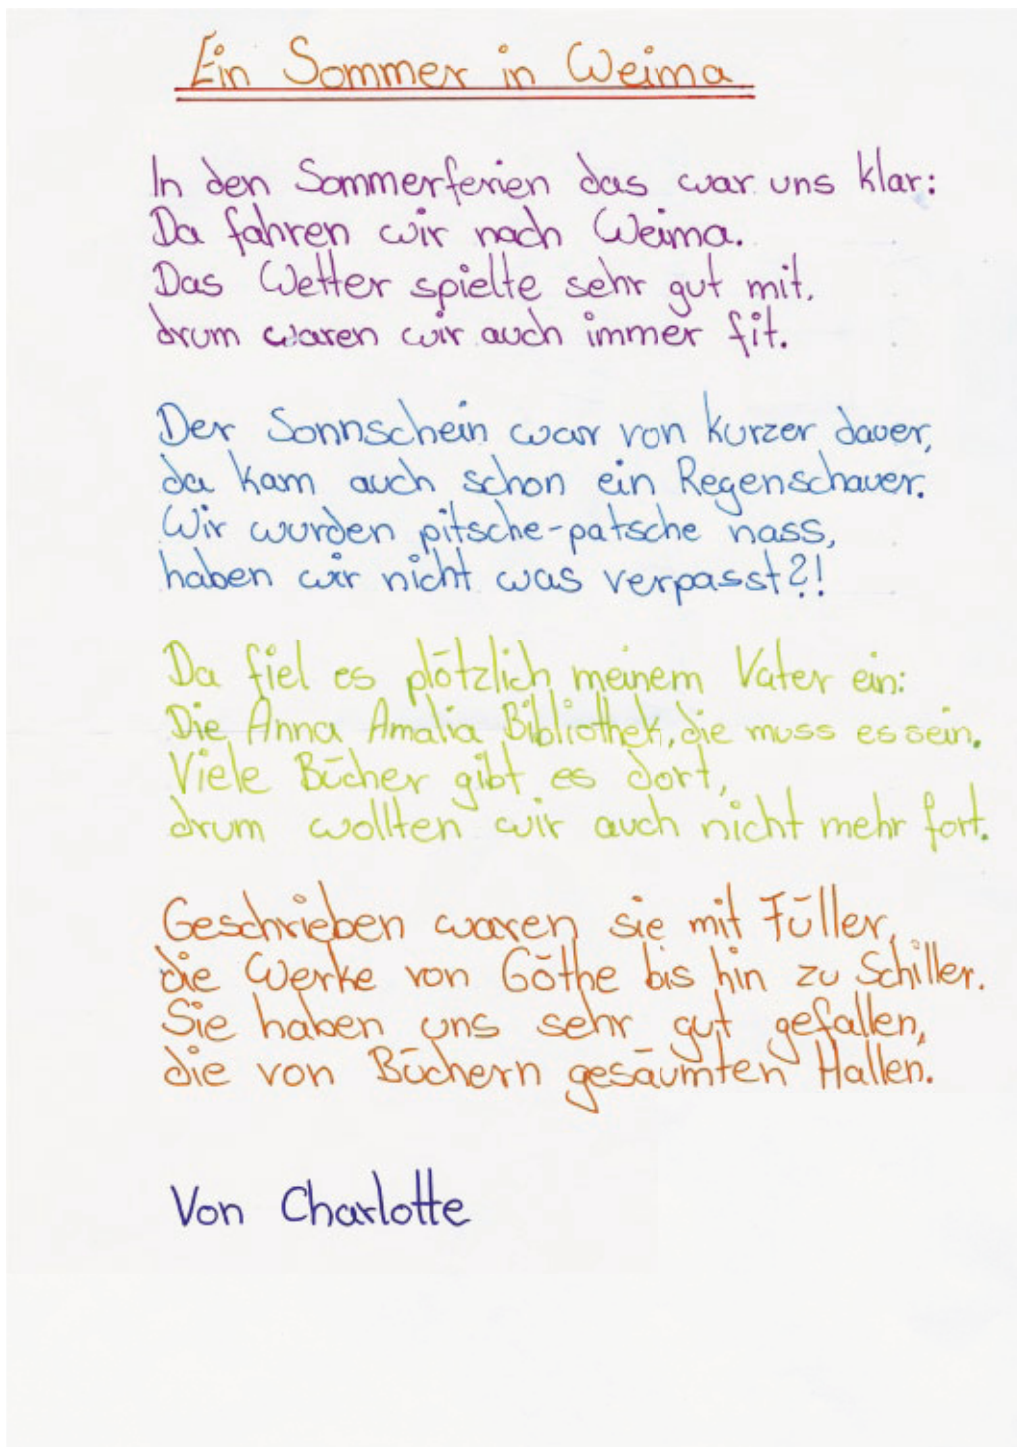 Ein Sommer in Weima
In den Sommerferien das war uns klar:
Da fahren wir nach Weima.
Das Wetter spielte sehr gut mit,
drum waren wir auch immer fit.
Der Sonnschein war von kurzer dauer,
da kam auch schon ein Regenschauer.
Wir wurden pitsche-patsche nass,
haben wir nicht was verpasst?!
Da fiel es plötzlich meinem Vater ein:
Die Anna Amalia Bibliothek, die muss es sein.
Viele Bücher gibt es dort,
drum wollten wir auch nicht mehr fort.
Geschrieben waren sie mit Füller,
die Werke von Göthe bis hin zu Schiller.
Sie haben uns sehr gut gefallen,
die von Büchern gesäumten Hallen.
Von Charlotte